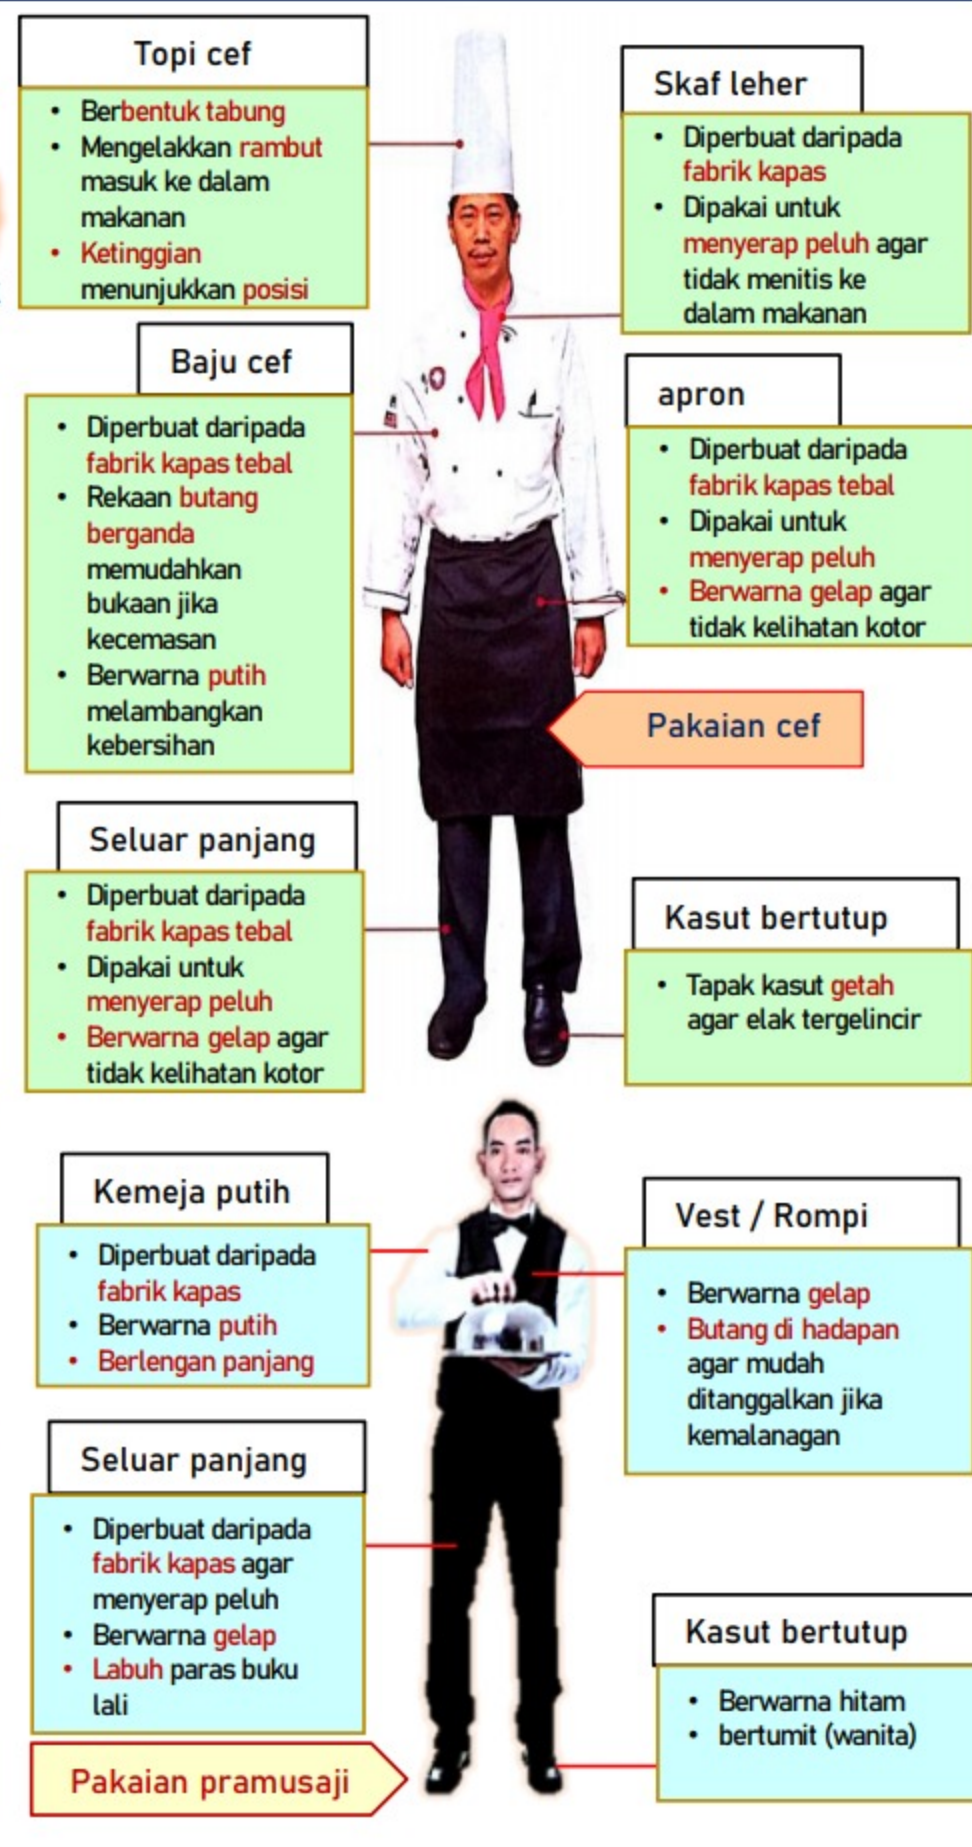 Topi cef
• Berbentuk tabung
• Mengelakkan rambut
masuk ke dalam
makanan
• Ketinggian
menunjukkan posisi
Skaf leher
• Diperbuat daripada
fabrik kapas
• Dipakai untuk
menyerap peluh agar
tidak menitis ke
dalam makanan
Baju cef
• Diperbuat daripada
fabrik kapas tebal
• Rekaan butang
berganda
memudahkan
bukaan jika
kecemasan
• Berwarna putih
melambangkan
kebersihan
apron
• Diperbuat daripada
fabrik kapas tebal
• Dipakai untuk
menyerap peluh
• Berwarna gelap agar
tidak kelihatan kotor
Pakaian cef
Seluar panjang
• Diperbuat daripada
fabrik kapas tebal
• Dipakai untuk
menyerap peluh
• Berwarna gelap agar
tidak kelihatan kotor
Kasut bertutup
• Tapak kasut getah
agar elak tergelincir
Kemeja putih
• Diperbuat daripada
fabrik kapas
• Berwarna putih
• Berlengan panjang
Vest / Rompi
• Berwarna gelap
• Butang di hadapan
agar mudah
ditanggalkan jika
kemalanagan
Seluar panjang
• Diperbuat daripada
fabrik kapas agar
menyerap peluh
• Berwarna gelap
• Labuh paras buku
lali
Kasut bertutup
• Berwarna hitam
• bertumit (wanita)
Pakaian pramusaji